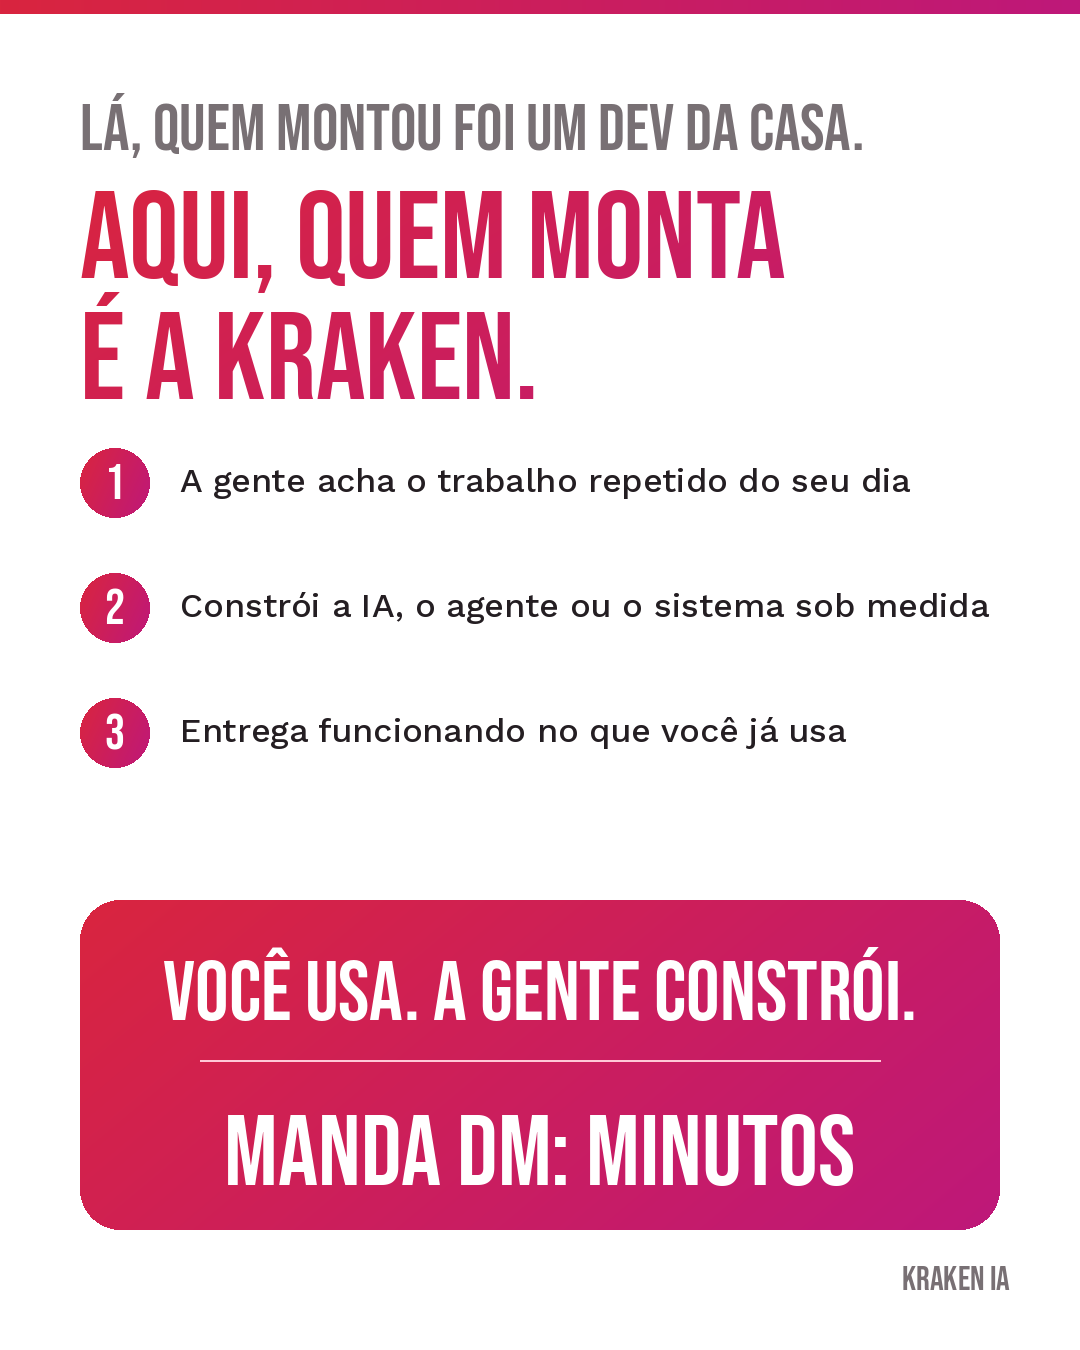 LÁ, QUEM MONTOU FOI UM DEV DA CASA.
AQUI, QUEM MONTA
É A KRAKEN.
1 A gente acha o trabalho repetido do seu dia
2 Constrói a IA, o agente ou o sistema sob medida
3 Entrega funcionando no que você já usa
VOCÊ USA. A GENTE CONSTRÓI.
MANDA DM: MINUTOS
KRAKEN IA